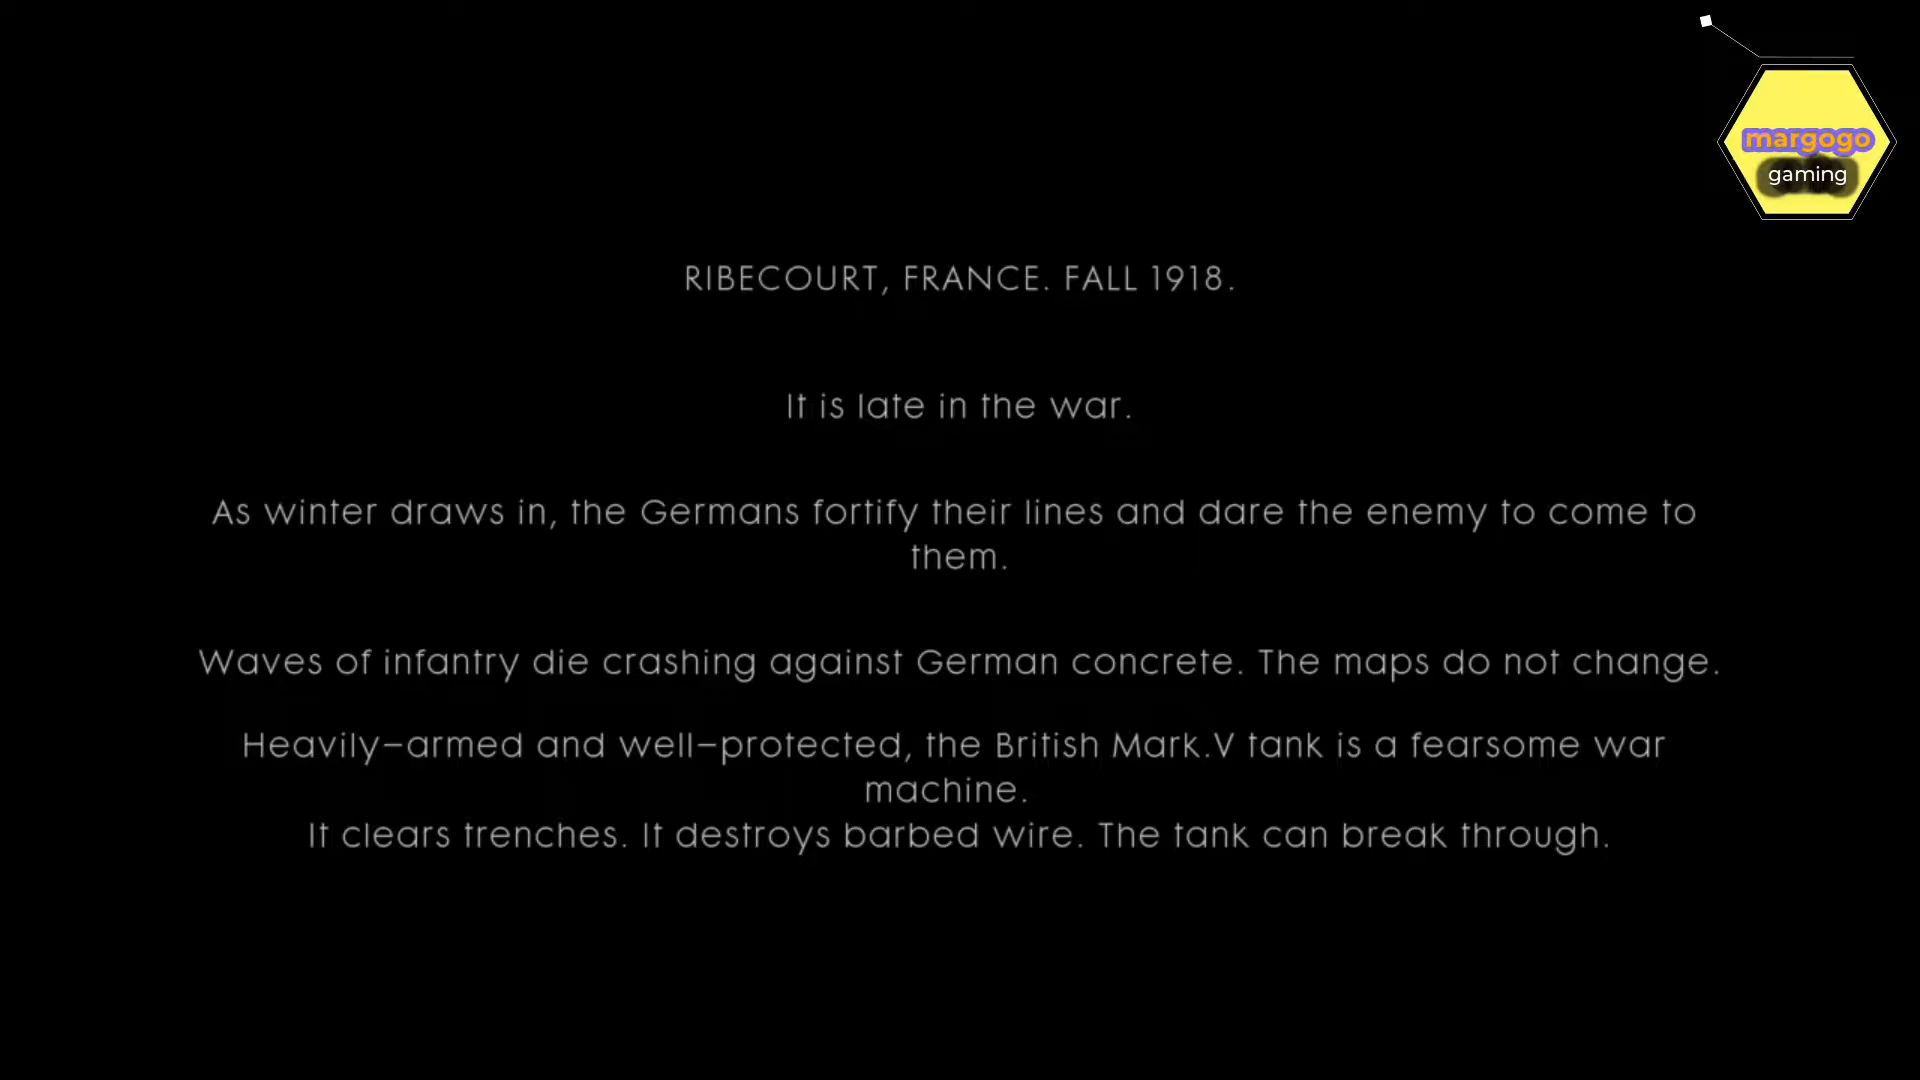 margogo
gaming
RIBECOURT, FRANCE. FALL 1918.
It is late in the war.
As winter draws in, the Germans fortify their lines and dare the enemy to come to
them.
Waves of infantry die crashing against German concrete. The maps do not change.
Heavily-armed and well-protected, the British Mark.V tank is a fearsome war
machine.
It clears trenches. It destroys barbed wire. The tank can break through.